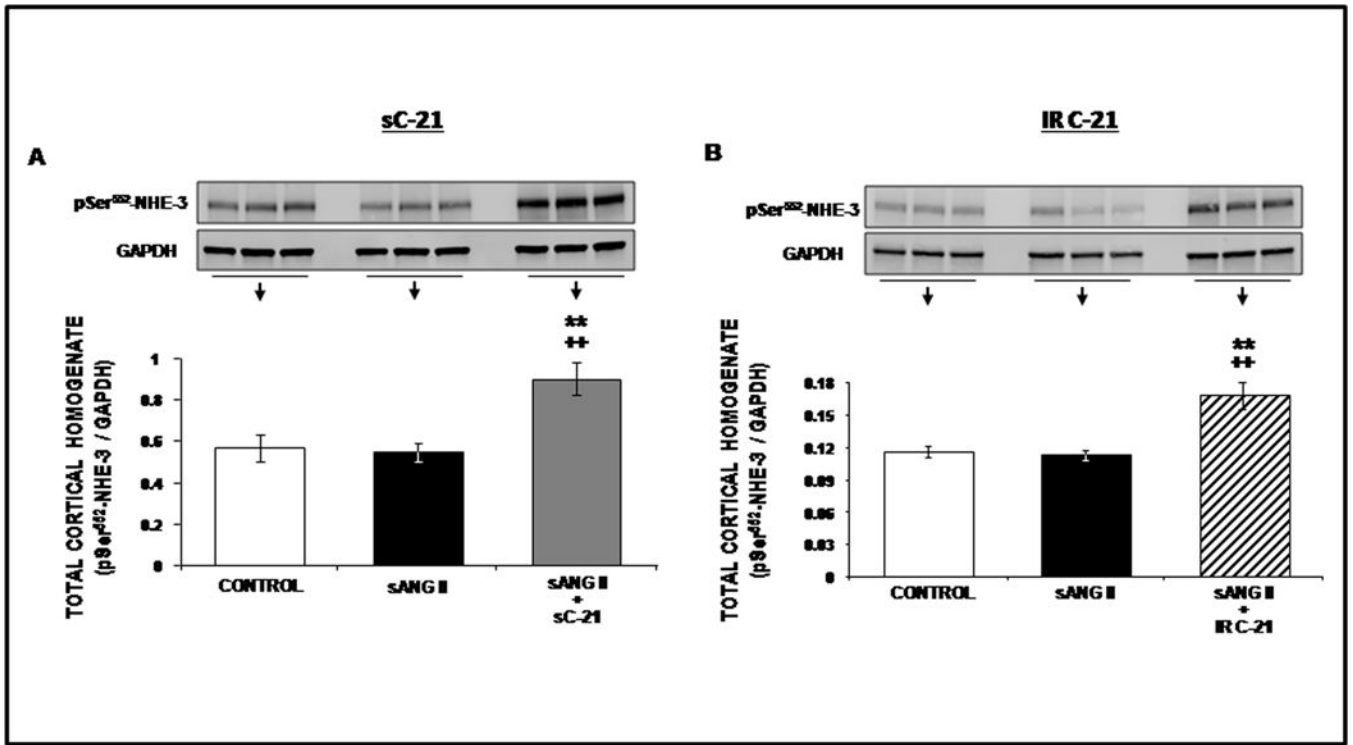 sC-21
A
pSer⁵⁵²-NHE-3
GAPDH
**
‡‡
TOTAL CORTICAL HOMOGENATE
(pSer⁵⁵²-NHE-3 / GAPDH)
1
0.8
0.6
0.4
0.2
0
CONTROL
sANG II
sANG II
+
sC-21
IR C-21
B
pSer⁵⁵²-NHE-3
GAPDH
**
‡‡
TOTAL CORTICAL HOMOGENATE
(pSer⁵⁵²-NHE-3 / GAPDH)
0.18
0.15
0.12
0.09
0.06
0.03
0
CONTROL
sANG II
sANG II
+
IR C-21